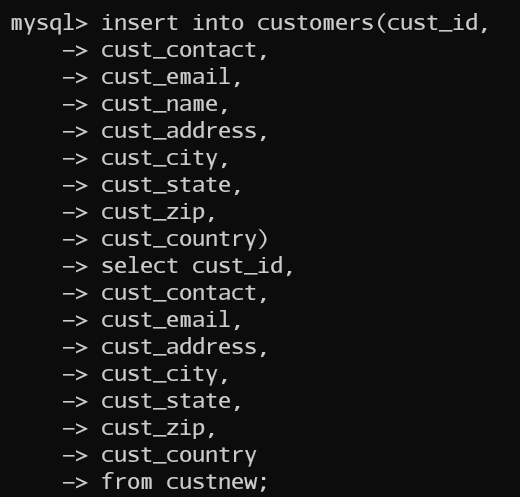 mysql> insert into customers(cust_id,
    -> cust_contact,
    -> cust_email,
    -> cust_name,
    -> cust_address,
    -> cust_city,
    -> cust_state,
    -> cust_zip,
    -> cust_country)
    -> select cust_id,
    -> cust_contact,
    -> cust_email,
    -> cust_address,
    -> cust_city,
    -> cust_state,
    -> cust_zip,
    -> cust_country
    -> from custnew;